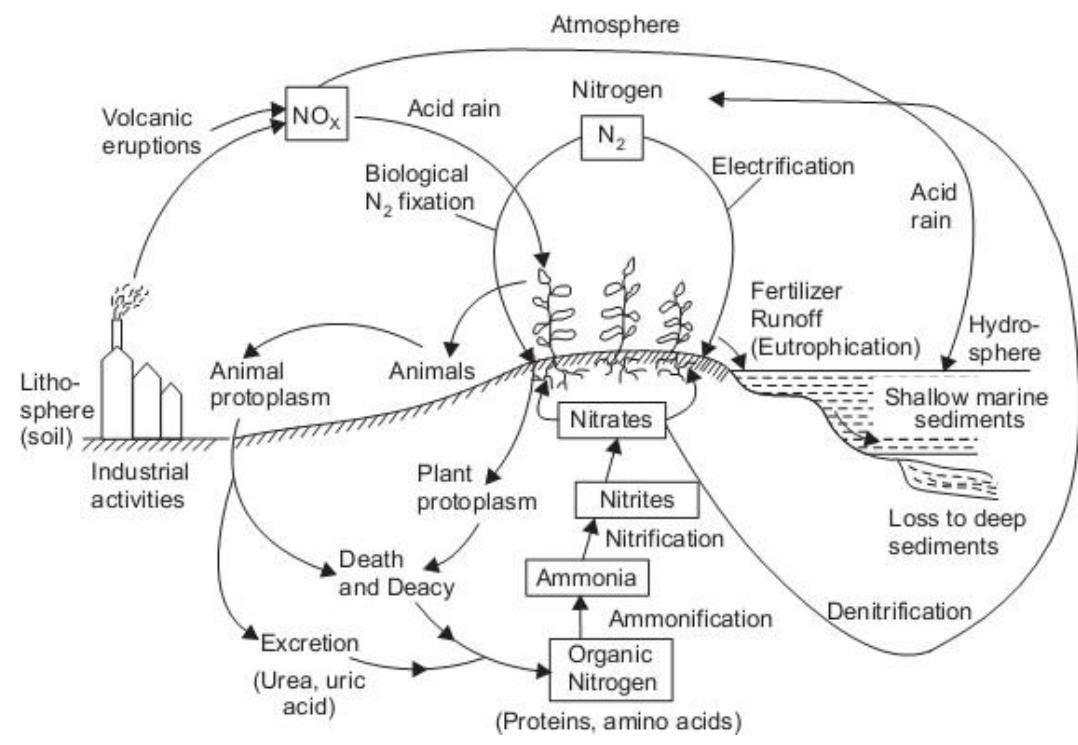 Atmosphere
Volcanic
eruptions
NOX
Acid rain
Nitrogen
N2
Biological
N2 fixation
Electrification
Acid
rain
Fertilizer
Runoff
(Eutrophication)
Hydro-
sphere
Litho-
sphere
(soil)
Animal
protoplasm
Animals
Shallow marine
sediments
Nitrates
Industrial
activities
Plant
protoplasm
Nitrites
Loss to deep
sediments
Nitrification
Death
and Deacy
Ammonia
Ammonification
Denitrification
Excretion
(Urea, uric
acid)
Organic
Nitrogen
(Proteins, amino acids)